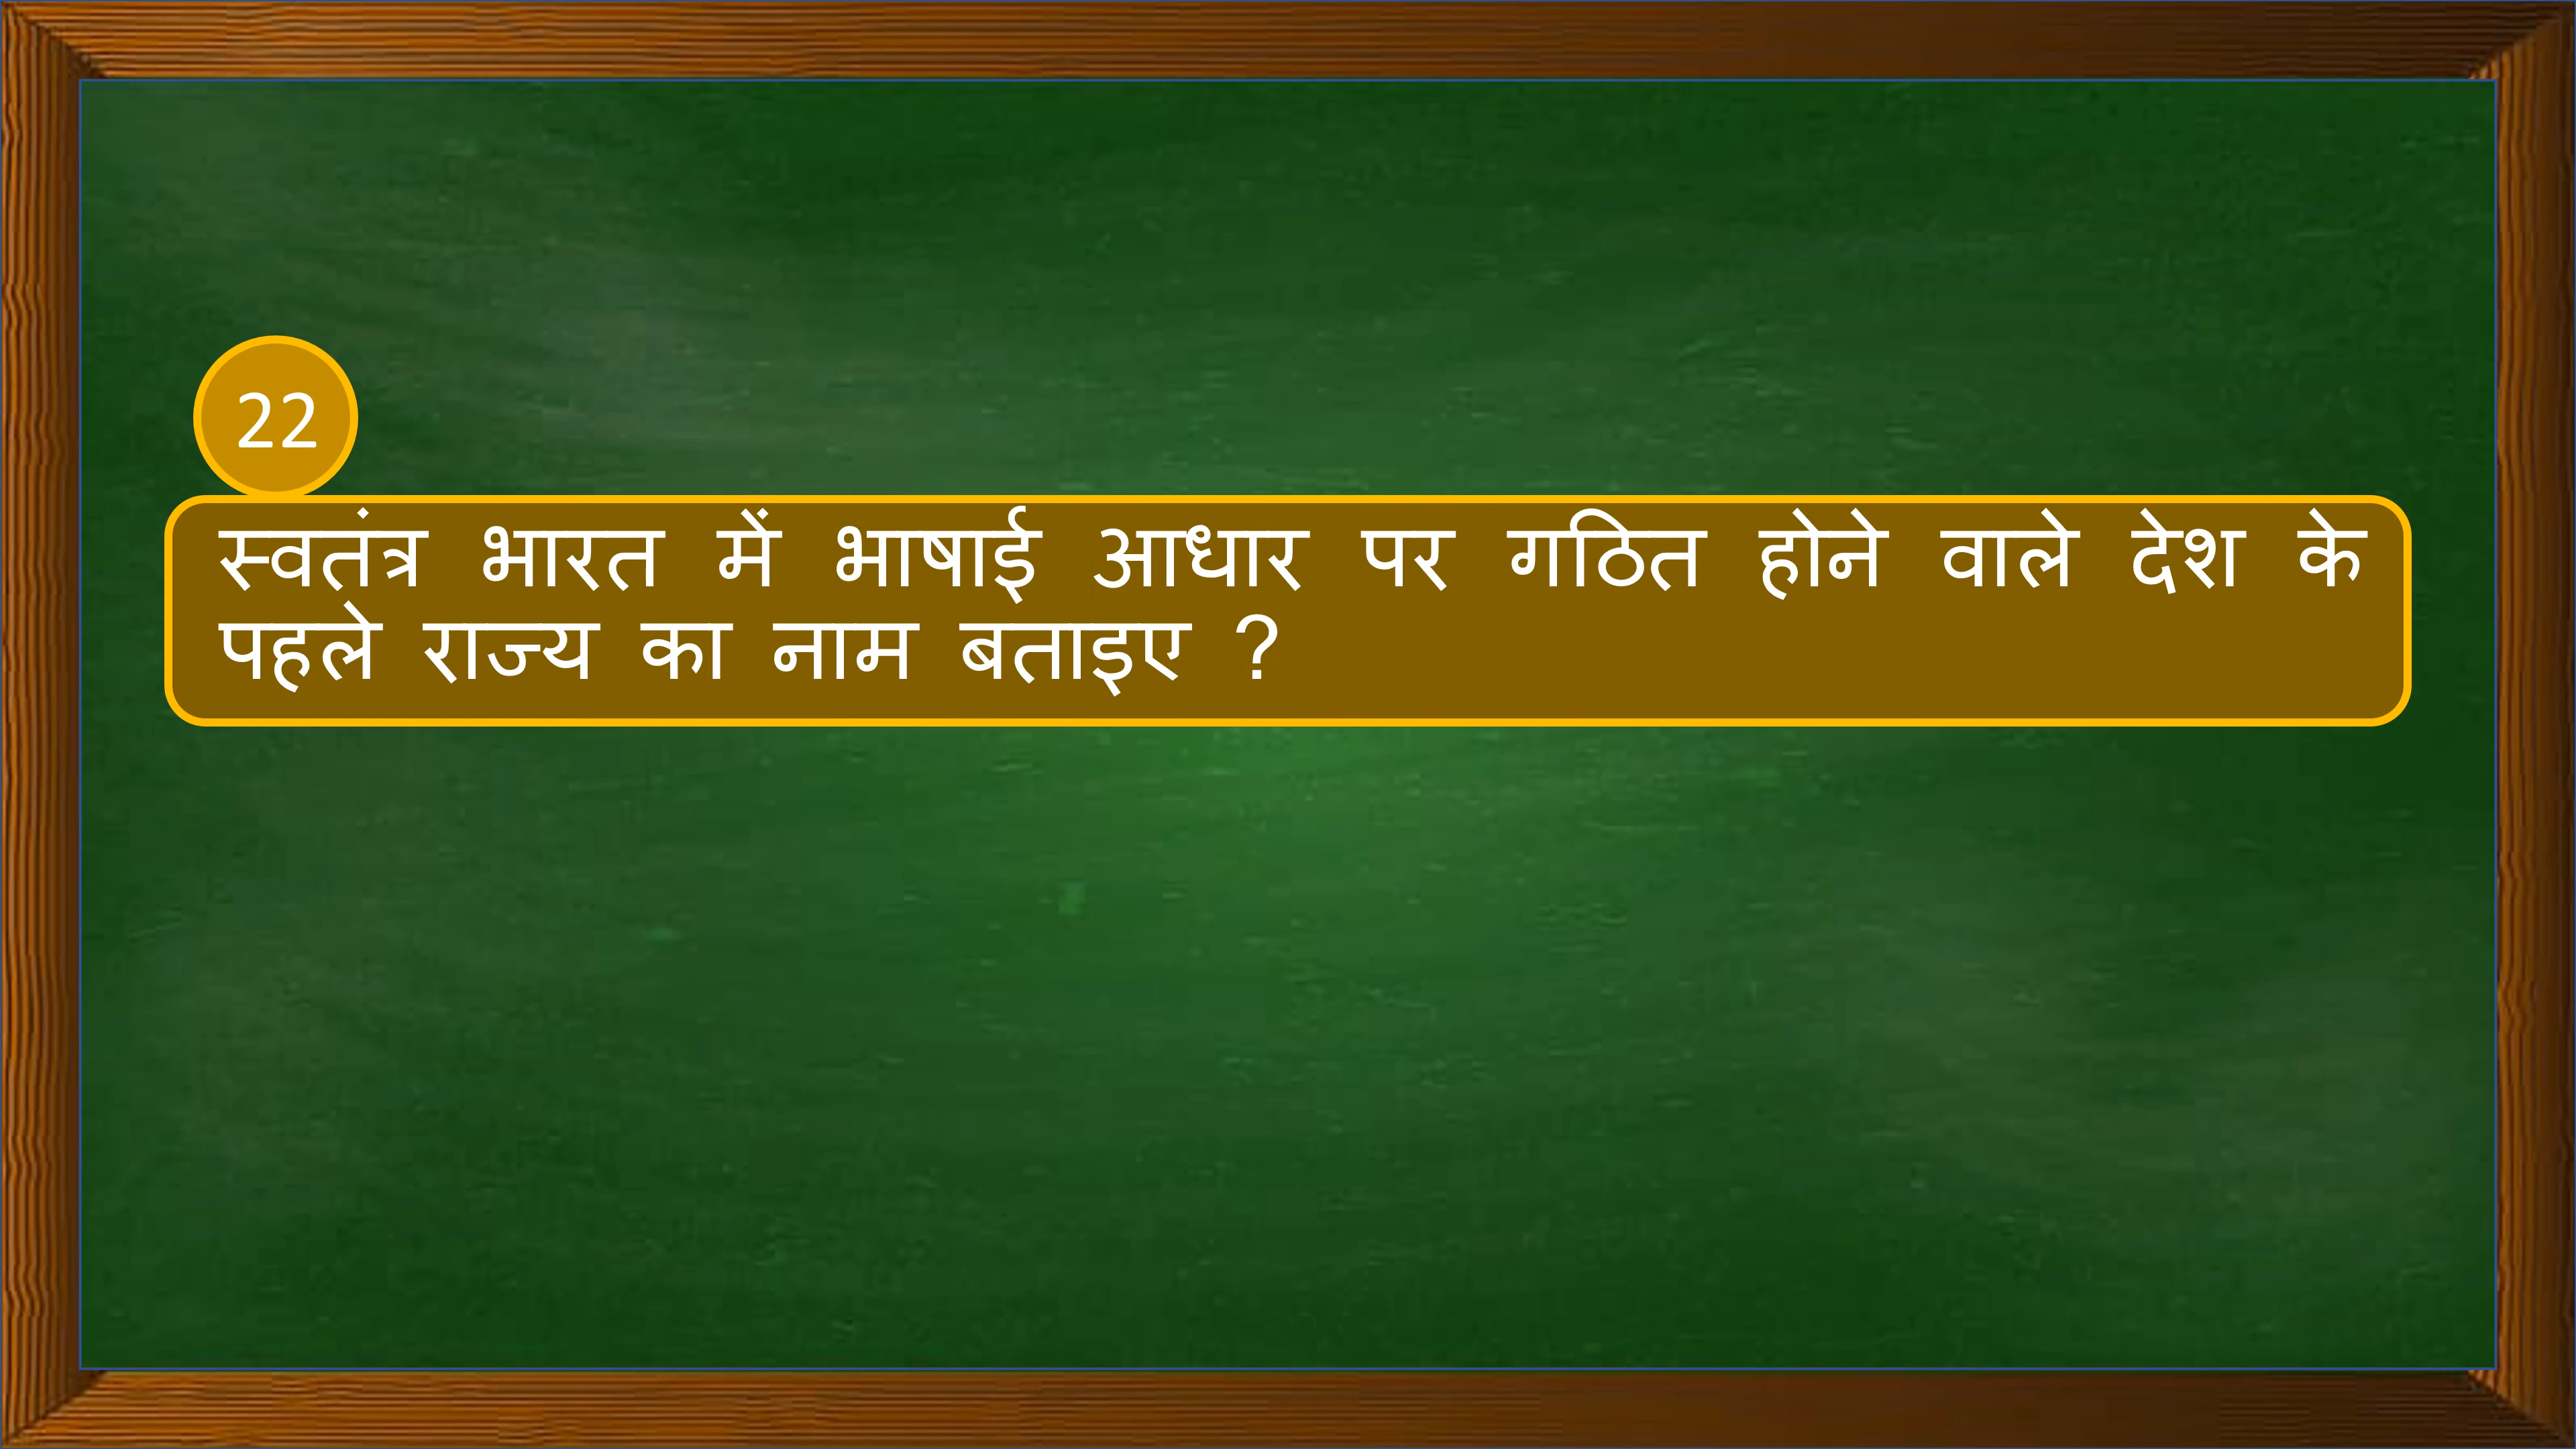 22
स्वतंत्र भारत में भाषाई आधार पर गठित होने वाले देश के
पहले राज्य का नाम बताइए ?